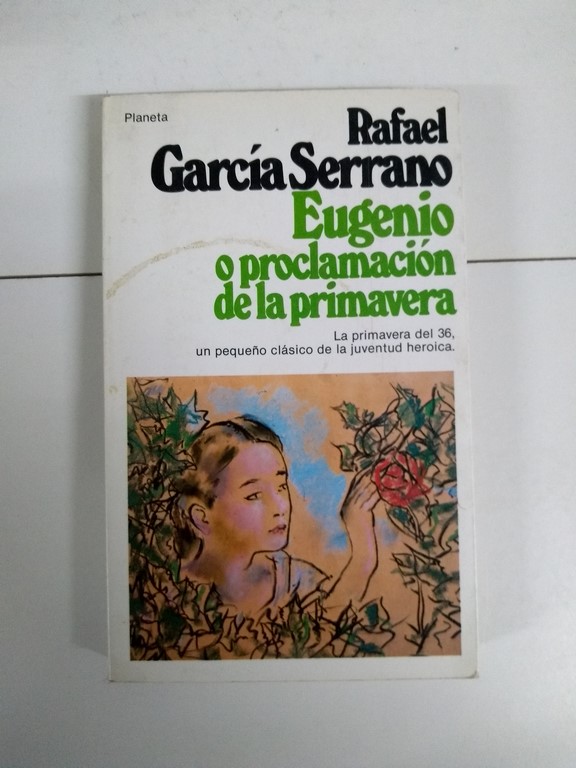 Planeta
Rafael
García Serrano
Eugenio
o proclamación
de la primavera
La primavera del 36,
un pequeño clásico de la juventud heroica.